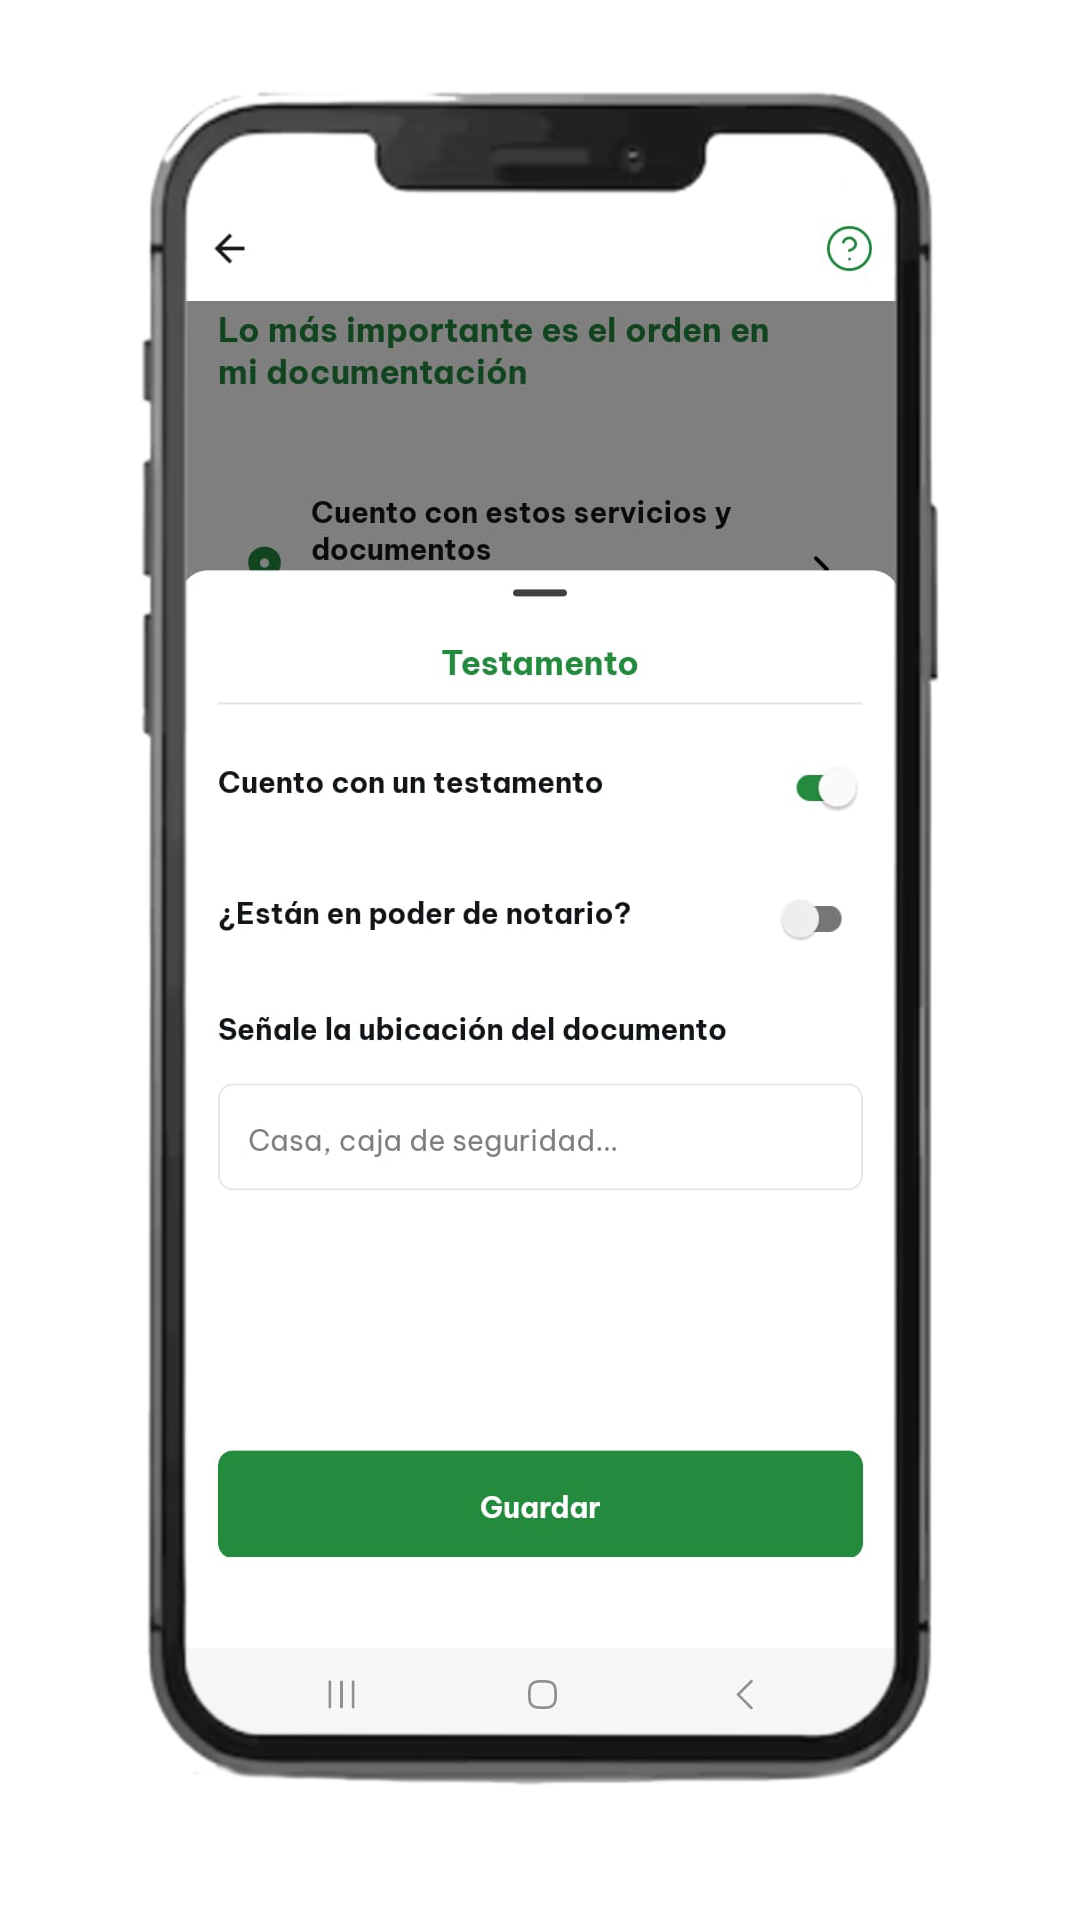 Lo más importante es el orden en
mi documentación
Cuento con estos servicios y
documentos
Testamento
Cuento con un testamento
¿Están en poder de notario?
Señale la ubicación del documento
Casa, caja de seguridad...
Guardar